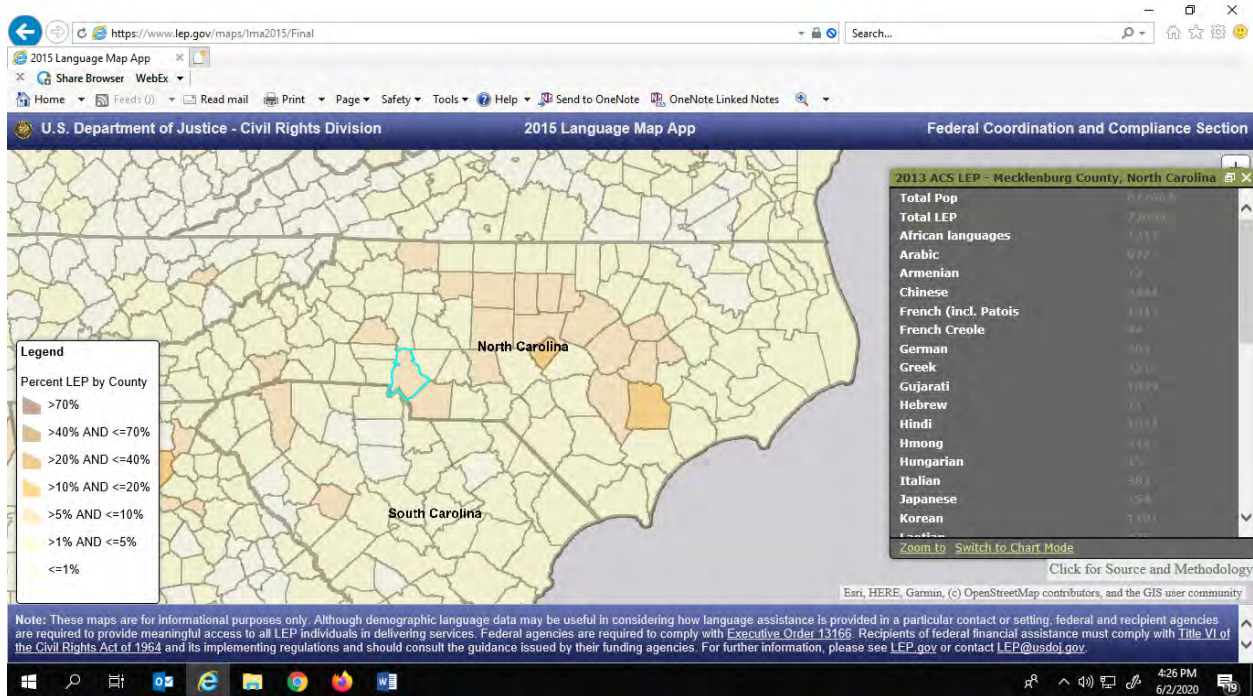 https://www.lep.gov/maps/lma2015/Final
Search...
2015 Language Map App
Share Browser WebEx
Home Feeds (J) Read mail Print Page Safety Tools Help Send to OneNote OneNote Linked Notes
U.S. Department of Justice - Civil Rights Division 2015 Language Map App Federal Coordination and Compliance Section
2013 ACS LEP - Mecklenburg County, North Carolina
Total Pop
Total LEP
African languages
Arabic
Armenian
Chinese
French (incl. Patois
French Creole
German
Greek
Gujarati
Hebrew
Hindi
Hmong
Hungarian
Italian
Japanese
Korean
Laotian
Zoom to Switch to Chart Mode
North Carolina
South Carolina
Legend
Percent LEP by County
>70%
>40% AND <=70%
>20% AND <=40%
>10% AND <=20%
>5% AND <=10%
>1% AND <=5%
<=1%
Click for Source and Methodology
Esri, HERE, Garmin, (c) OpenStreetMap contributors, and the GIS user community
Note: These maps are for informational purposes only. Although demographic language data may be useful in considering how language assistance is provided in a particular contact or setting, federal and recipient agencies
are required to provide meaningful access to all LEP individuals in delivering services. Federal agencies are required to comply with Executive Order 13166. Recipients of federal financial assistance must comply with Title VI of
the Civil Rights Act of 1964 and its implementing regulations and should consult the guidance issued by their funding agencies. For further information, please see LEP.gov or contact LEP@usdoj.gov.
4:26 PM
6/2/2020
19